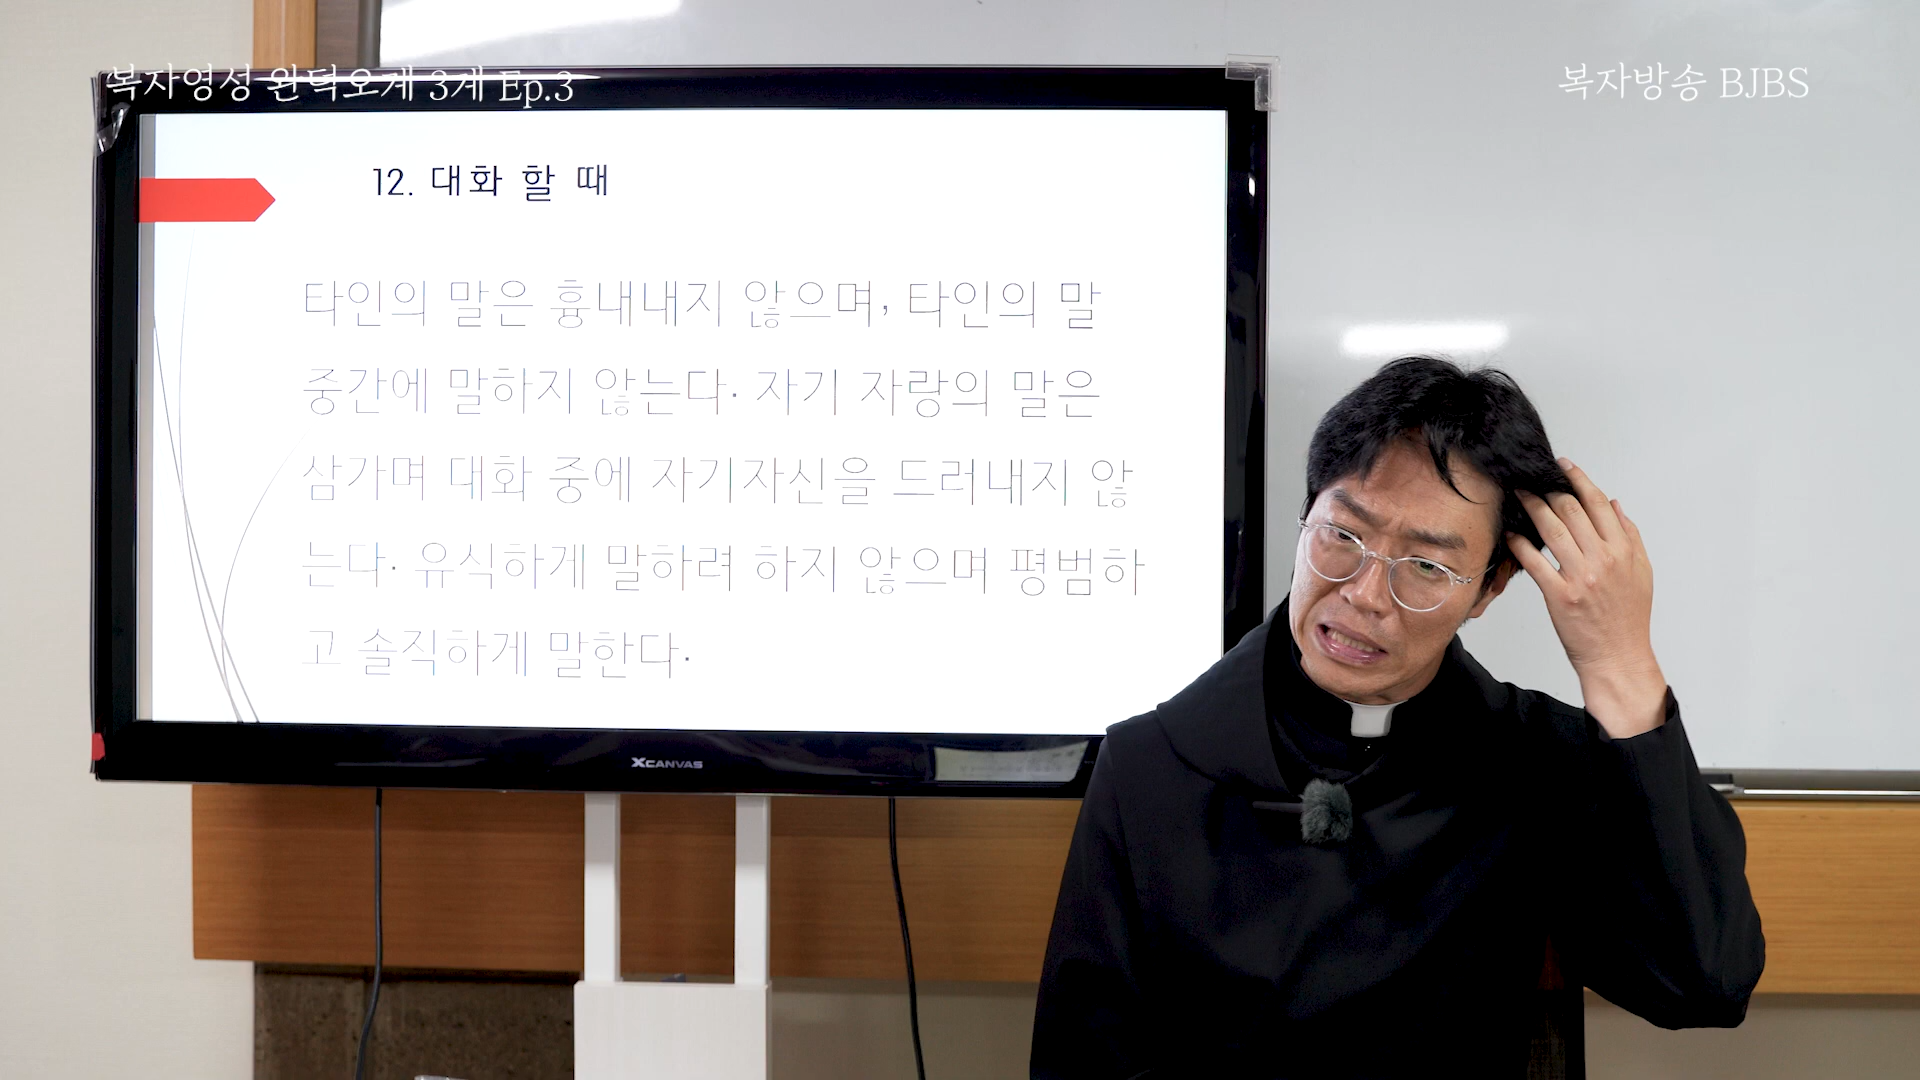 복자영성 완덕오계 3계 Ep.3
복자방송 BJBS
12. 대화 할 때
타인의 말은 흉내내지 않으며, 타인의 말
중간에 말하지 않는다. 자기 자랑의 말은
삼가며 대화 중에 자기자신을 드러내지 않
는다. 유식하게 말하려 하지 않으며 평범하
고 솔직하게 말한다.
XCANVAS